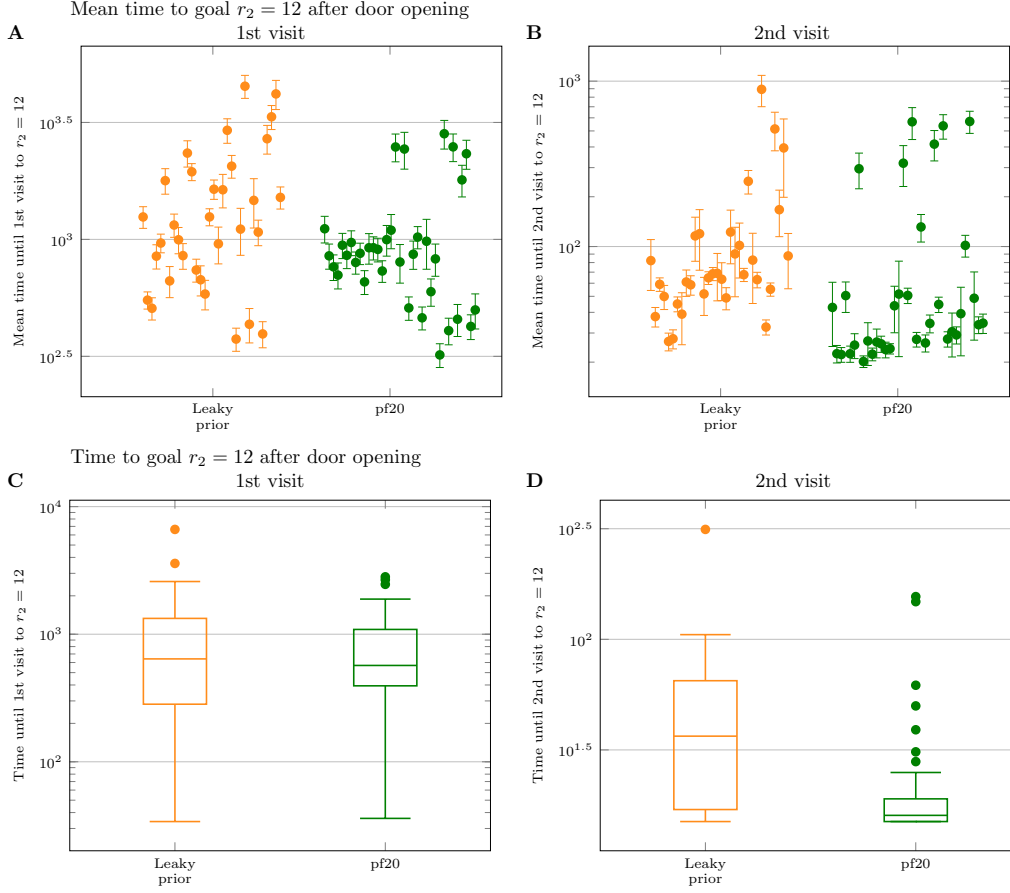 Mean time to goal r₂ = 12 after door opening
A
1st visit
Mean time until 1st visit to r₂ = 12
10^3.5
10^3
10^2.5
Leaky
prior
pf20
B
2nd visit
Mean time until 2nd visit to r₂ = 12
10^3
10^2
Leaky
prior
pf20
Time to goal r₂ = 12 after door opening
C
1st visit
Time until 1st visit to r₂ = 12
10^4
10^3
10^2
Leaky
prior
pf20
D
2nd visit
Time until 2nd visit to r₂ = 12
10^2.5
10^2
10^1.5
Leaky
prior
pf20